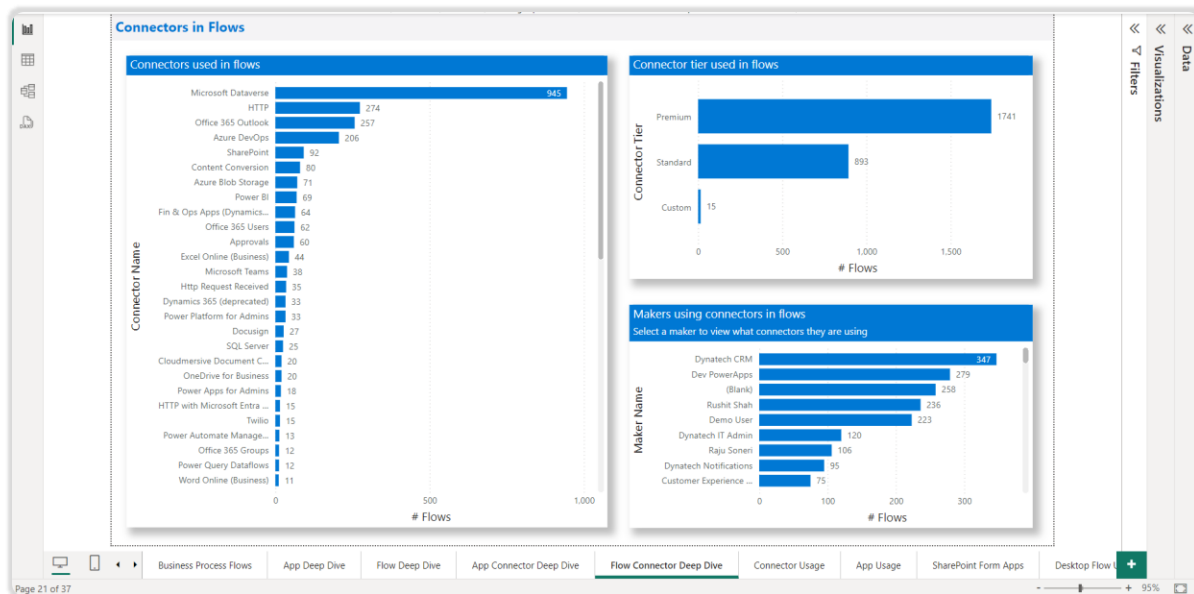 Connectors in Flows
Connectors used in flows
Connector Name
Microsoft Dataverse 945
HTTP 274
Office 365 Outlook 257
Azure DevOps 206
SharePoint 92
Content Conversion 80
Azure Blob Storage 71
Power BI 69
Fin & Ops Apps (Dynamics... 64
Office 365 Users 62
Approvals 60
Excel Online (Business) 44
Microsoft Teams 38
Http Request Received 35
Dynamics 365 (deprecated) 33
Power Platform for Admins 33
Docusign 27
SQL Server 25
Cloudmersive Document C... 20
OneDrive for Business 20
Power Apps for Admins 18
HTTP with Microsoft Entra ... 15
Twilio 15
Power Automate Manage... 13
Office 365 Groups 12
Power Query Dataflows 12
Word Online (Business) 11
0 500 1,000
# Flows
Connector tier used in flows
Connector Tier
Premium 1741
Standard 893
Custom 15
0 500 1,000 1,500
# Flows
Makers using connectors in flows
Select a maker to view what connectors they are using
Maker Name
Dynatech CRM 347
Dev PowerApps 279
(Blank) 258
Rushit Shah 236
Demo User 223
Dynatech IT Admin 120
Raju Soneri 106
Dynatech Notifications 95
Customer Experience ... 75
0 100 200 300
# Flows
Filters
Visualizations
Data
Business Process Flows App Deep Dive Flow Deep Dive App Connector Deep Dive Flow Connector Deep Dive Connector Usage App Usage SharePoint Form Apps Desktop Flow
Page 21 of 37
- + 95%